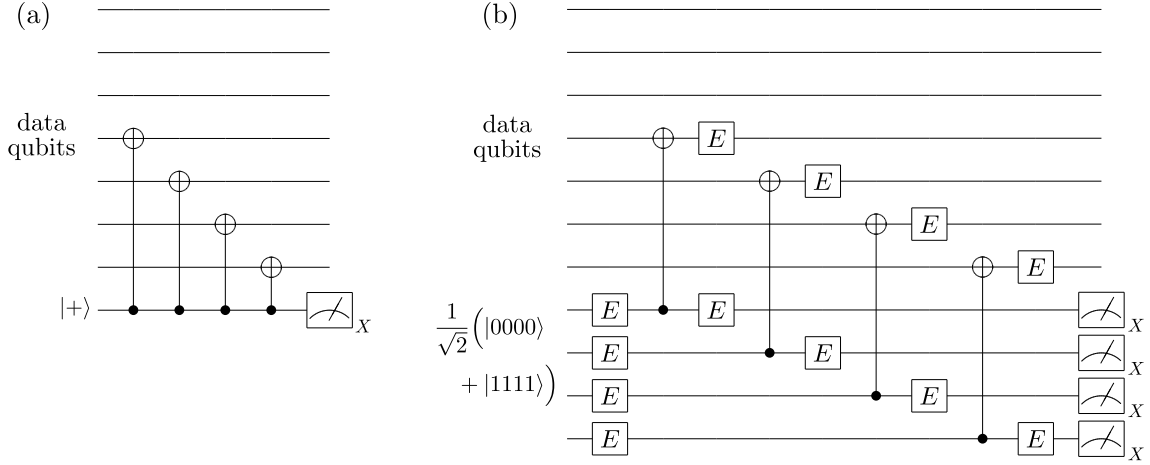 (a)
data
qubits
|+⟩
X
(b)
data
qubits
E
E
E
E
1/√2(|0000⟩
+ |1111⟩)
E
E
X
E
E
X
E
E
X
E
E
X